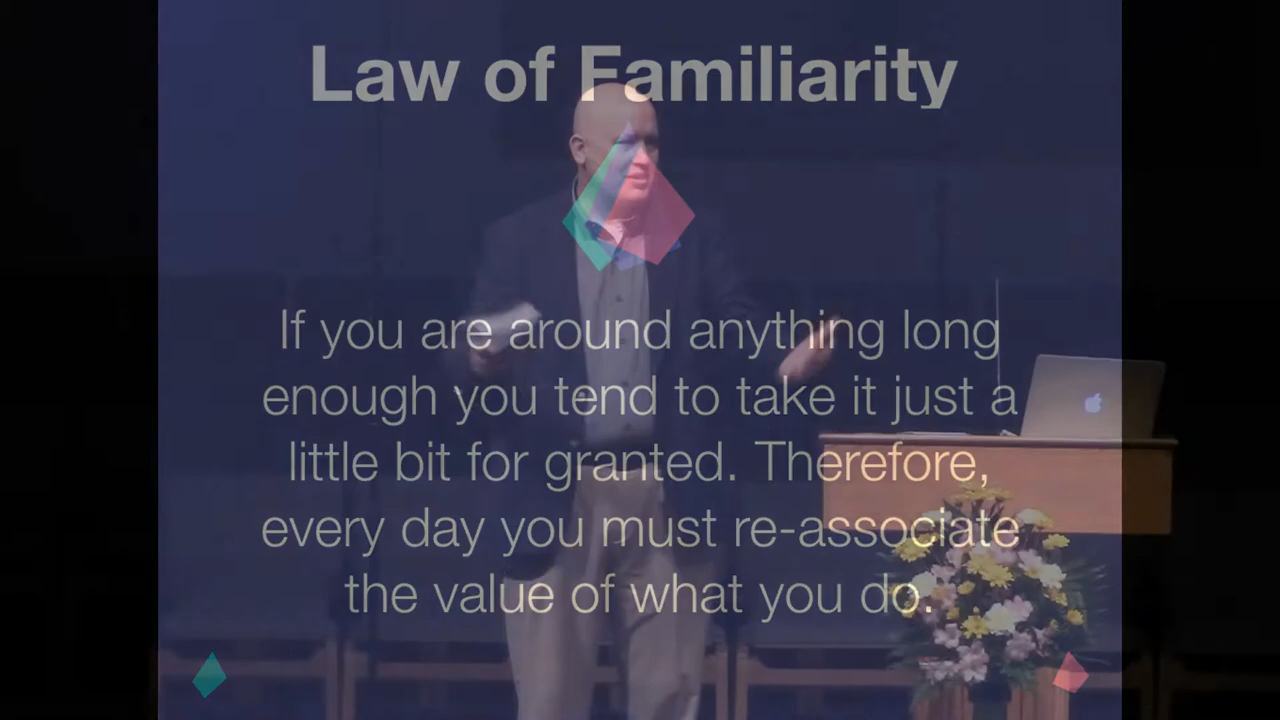 Law of Familiarity
If you are around anything long
enough you tend to take it just a
little bit for granted. Therefore,
every day you must re-associate
the value of what you do.